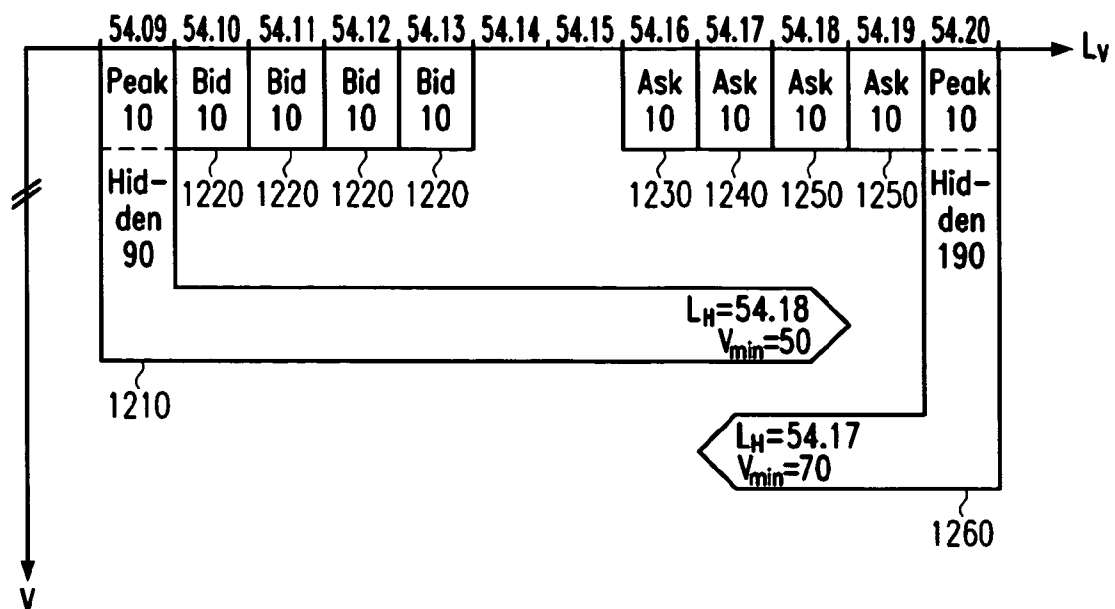 54.09 54.10 54.11 54.12 54.13 54.14 54.15 54.16 54.17 54.18 54.19 54.20
Lv
Peak Bid Bid Bid Bid Ask Ask Ask Ask Peak
10 10 10 10 10 10 10 10 10 10
Hid-
den
90
1220 1220 1220 1220
1230 1240 1250 1250
Hid-
den
190
LH=54.18
Vmin=50
1210
LH=54.17
Vmin=70
1260
V